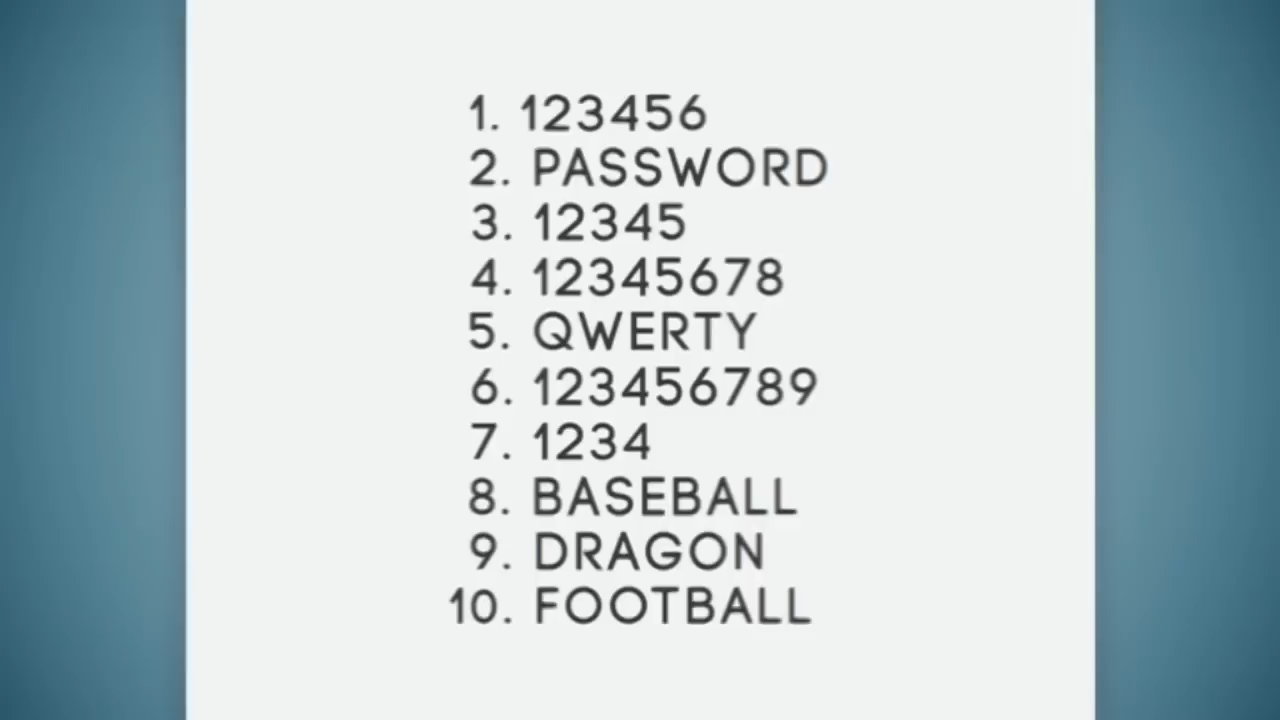 1. 123456
2. PASSWORD
3. 12345
4. 12345678
5. QWERTY
6. 123456789
7. 1234
8. BASEBALL
9. DRAGON
10. FOOTBALL